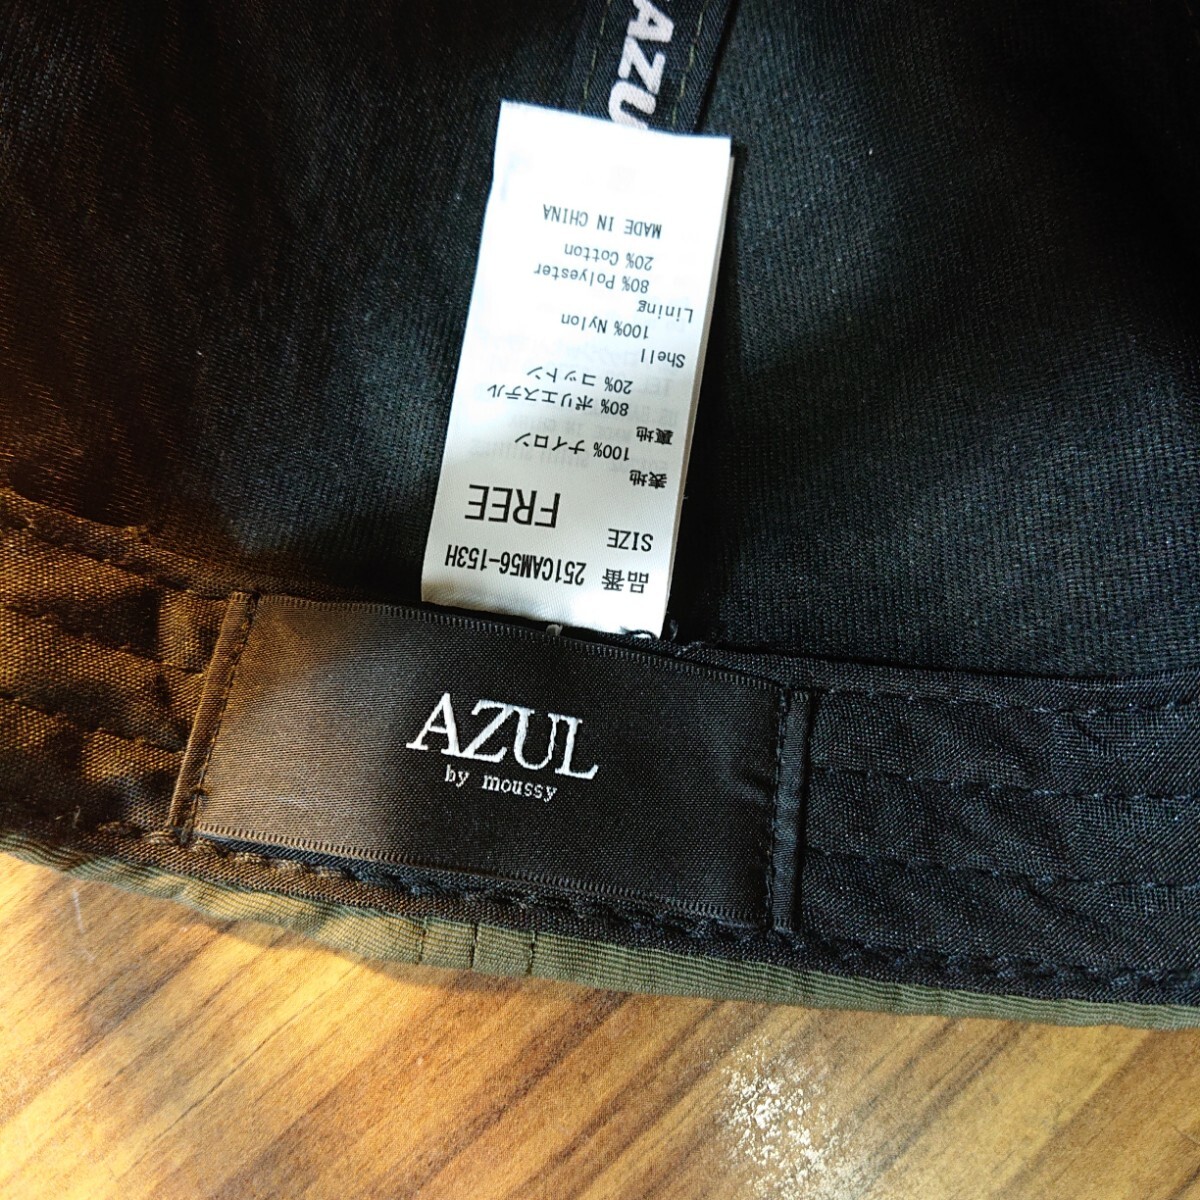 AZU
品番 251CAM56-153H
SIZE
FREE
表地
100% ナイロン
裏地
80% ポリエステル
20% コットン
Shell
100% Nylon
Lining
80% Polyester
20% Cotton
MADE IN CHINA
AZUL
by moussy